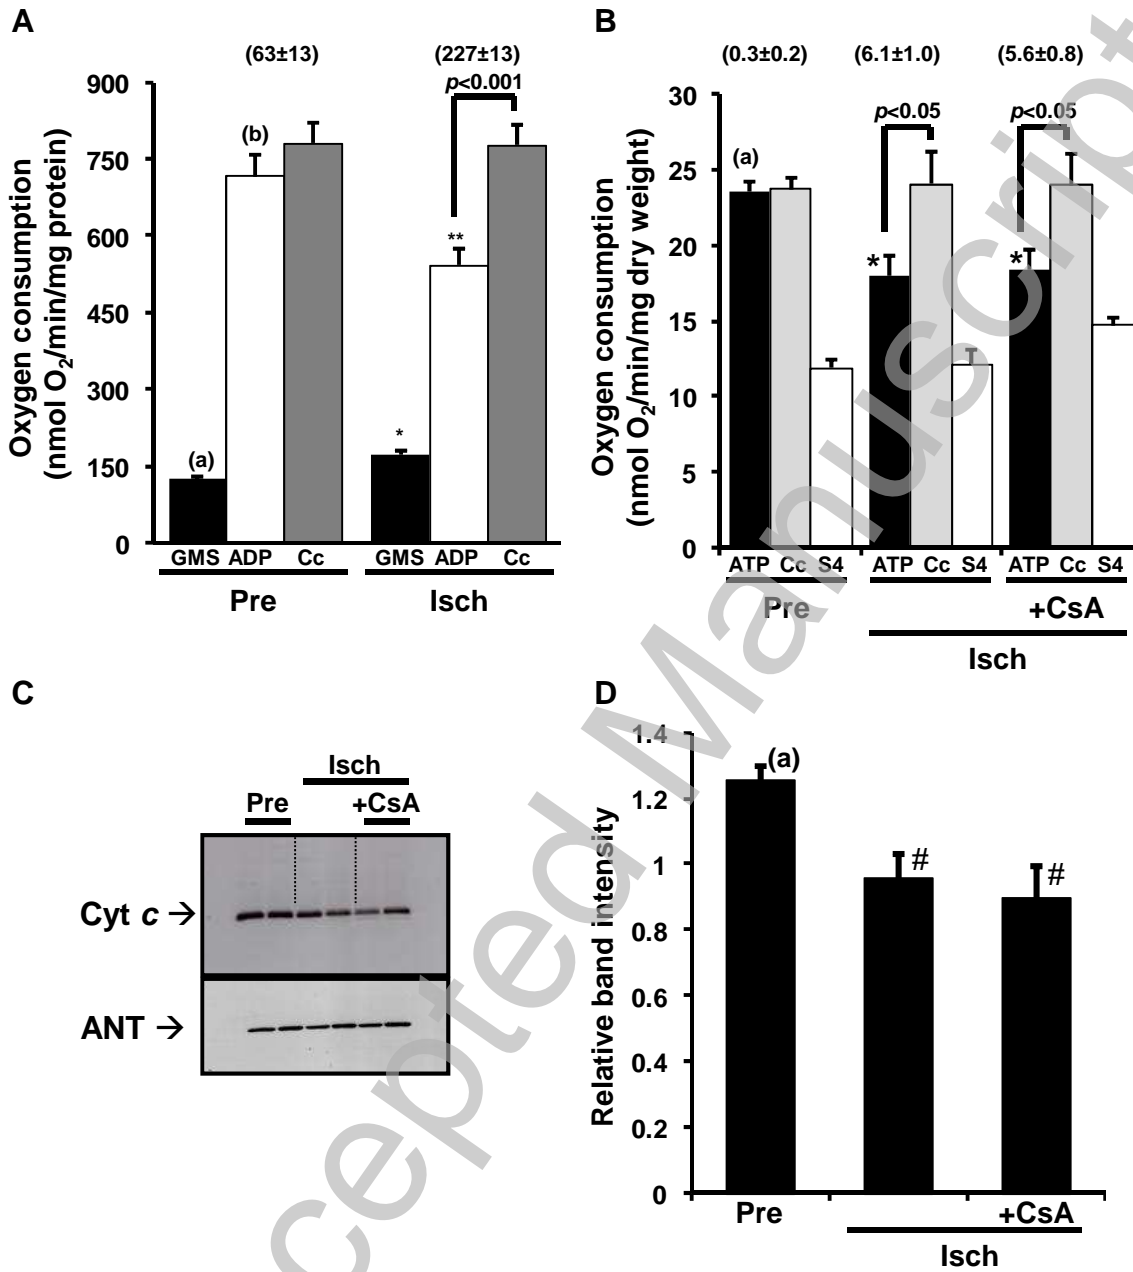 A
(63±13)
(227±13)
p<0.001
900
750
600
450
300
150
0
Oxygen consumption
(nmol O2/min/mg protein)
(a)
(b)
*
**
GMS ADP Cc
GMS ADP Cc
Pre
Isch
B
(0.3±0.2)
(6.1±1.0)
(5.6±0.8)
p<0.05
p<0.05
30
25
20
15
10
5
0
Oxygen consumption
(nmol O2/min/mg dry weight)
(a)
*
*
ATP Cc S4
ATP Cc S4
ATP Cc S4
Pre
+CsA
Isch
C
Isch
Pre
+CsA
Cyt c →
ANT →
D
1.4
1.2
1
0.8
0.6
0.4
0.2
0
Relative band intensity
(a)
#
#
Pre
+CsA
Isch
cepted Manuscript